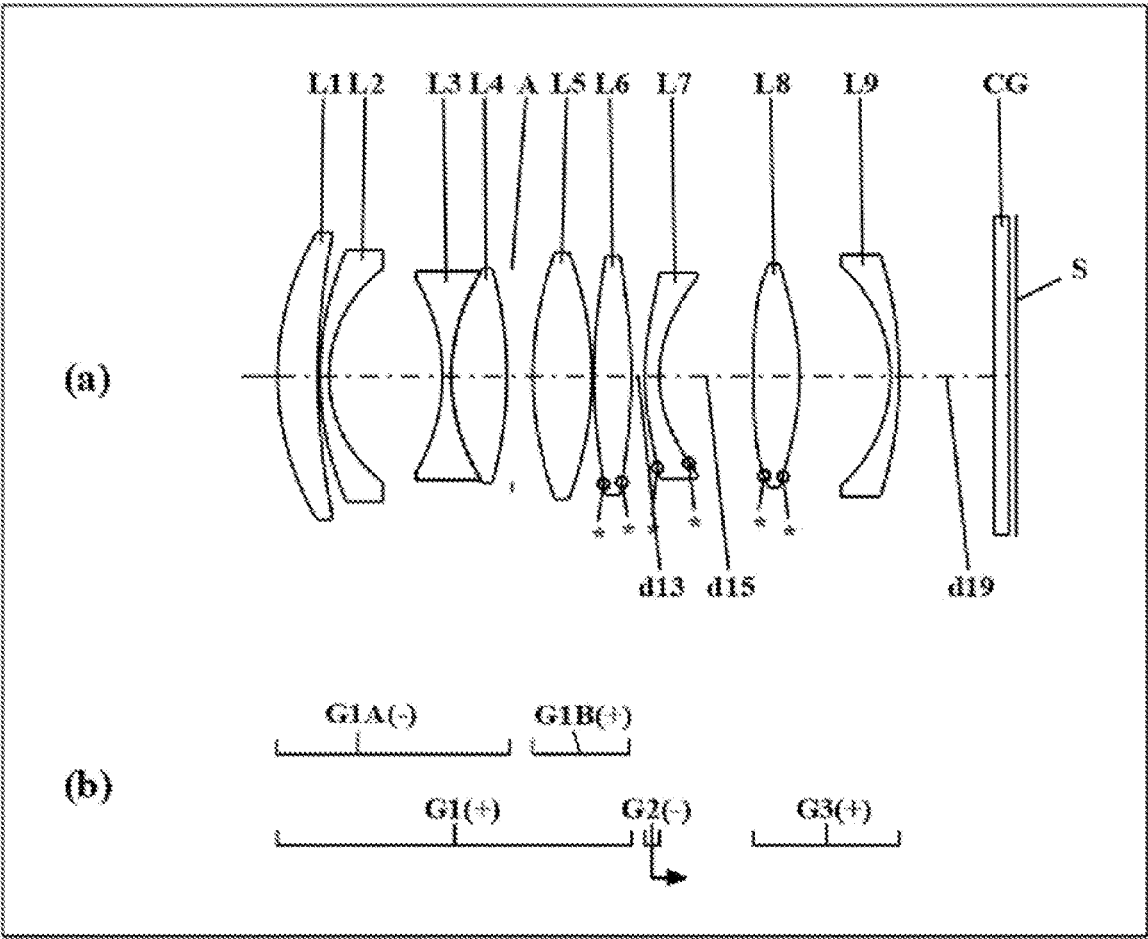 L1 L2 L3 L4 A L5 L6 L7 L8 L9 CG
S
(a)
* * * * * *
d13 d15 d19
G1A(-) G1B(+)
(b)
G1(+) G2(-) G3(+)